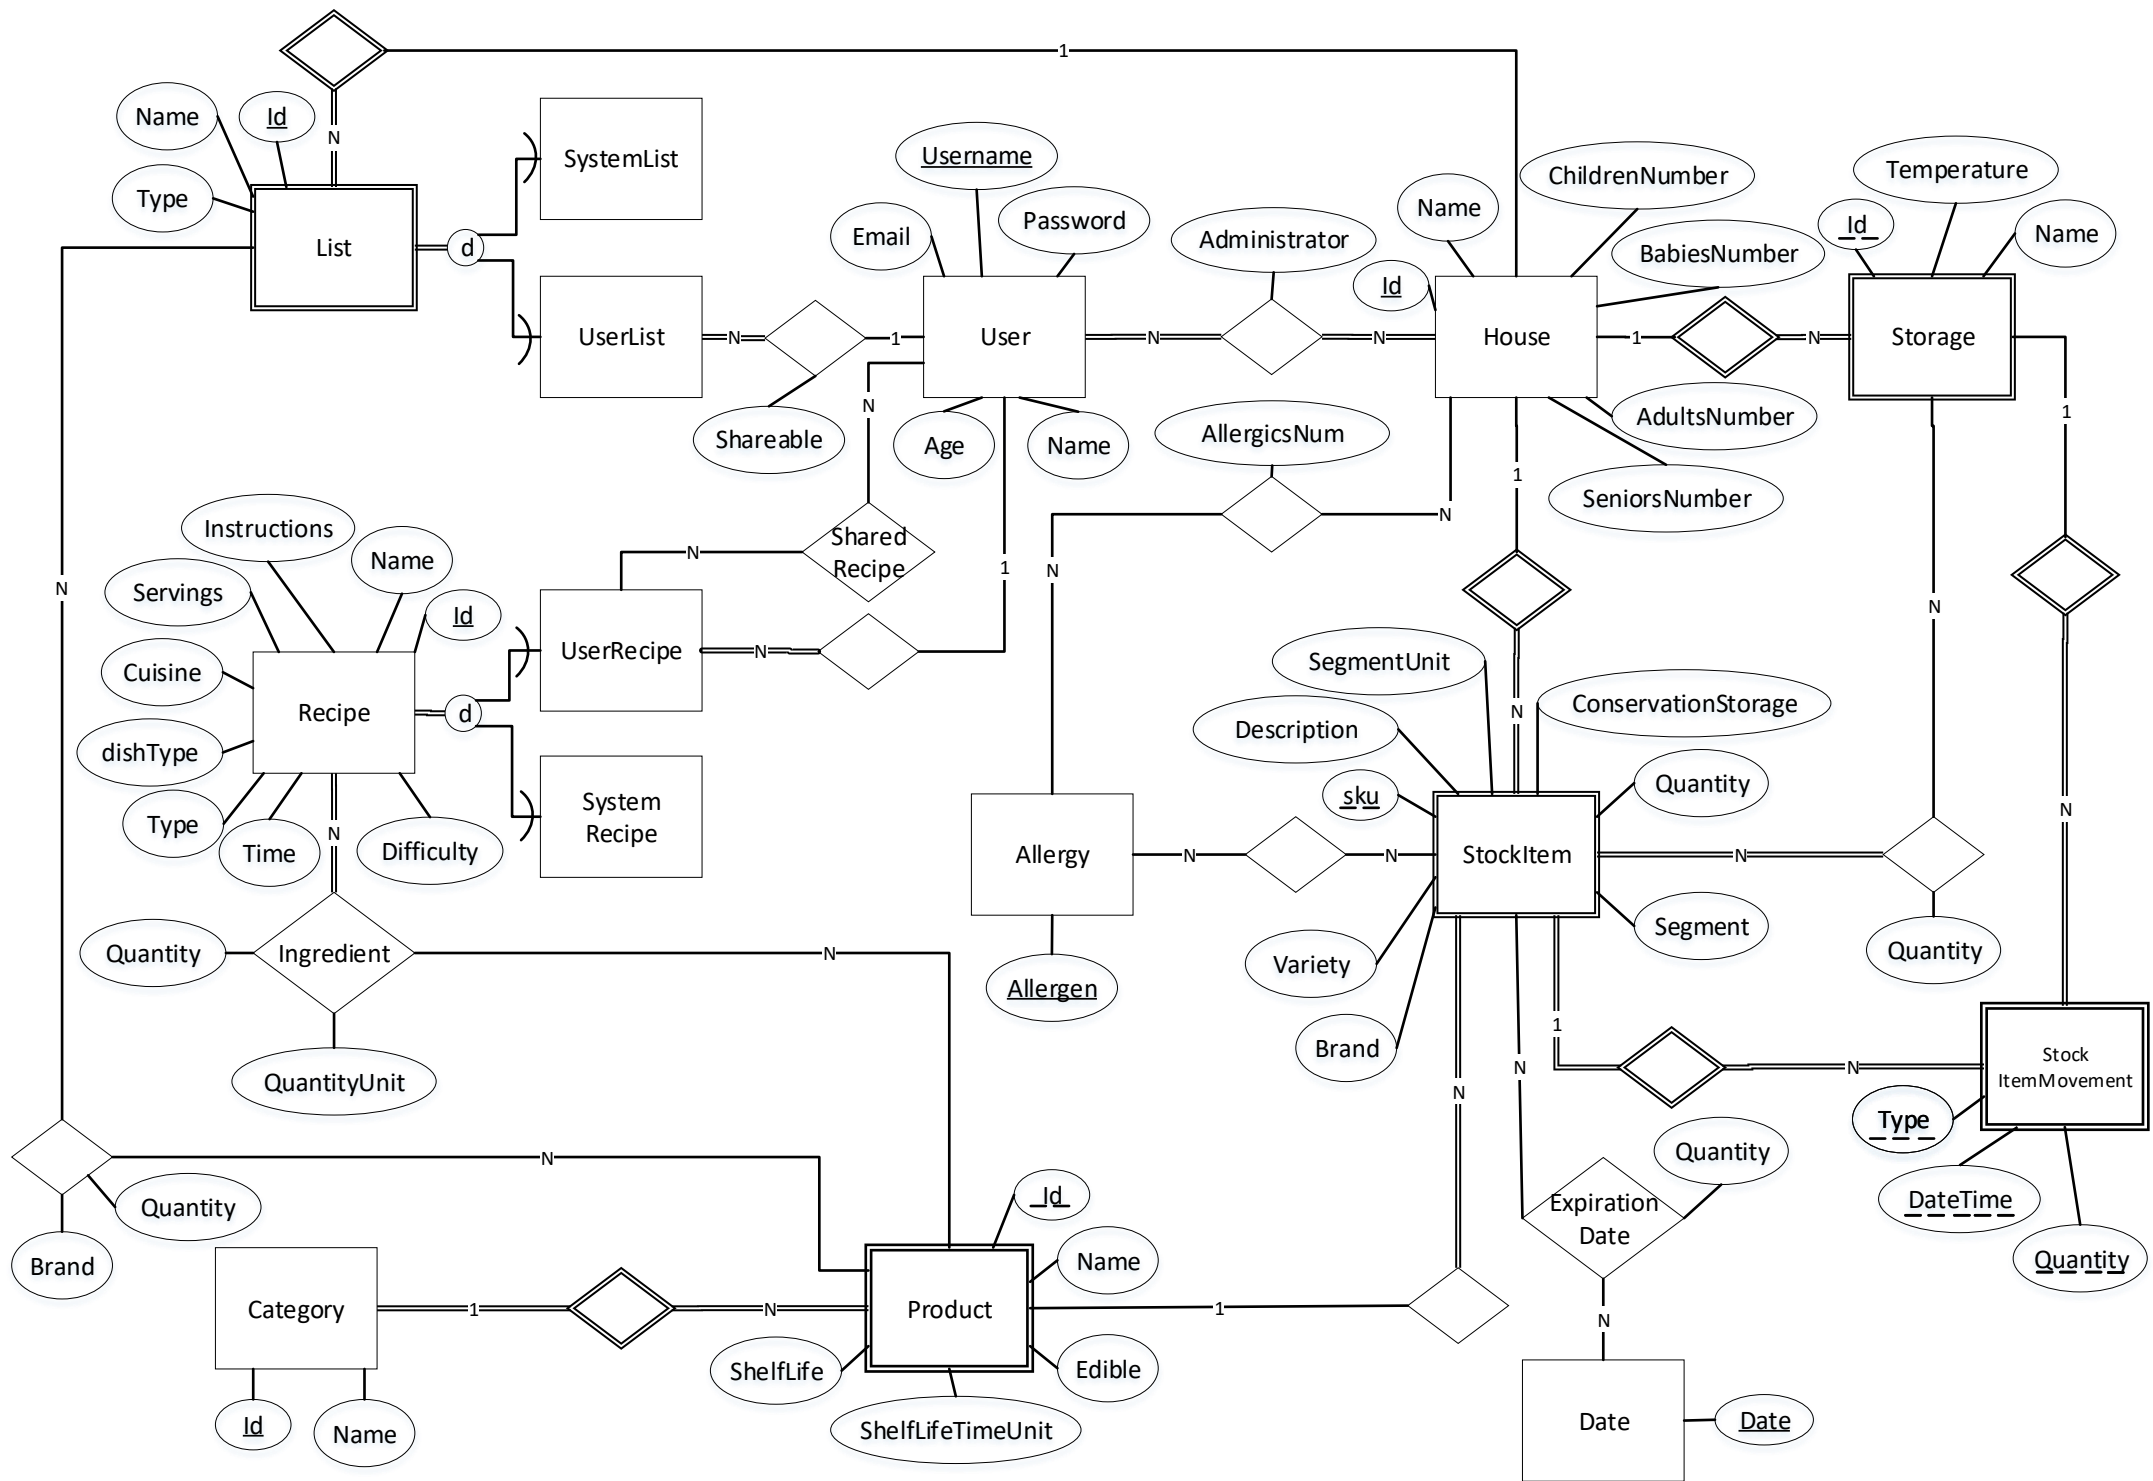 1
Name
Id
N
SystemList
Type
List
d
UserList
N
1
Shareable
Username
Email
Password
User
Age
Name
Administrator
N
N
Name
ChildrenNumber
BabiesNumber
Id
House
1
N
AdultsNumber
SeniorsNumber
Temperature
Id
Name
Storage
1
AllergicsNum
N
N
1
N
N
Shared
Recipe
N
1
N
Instructions
Name
Servings
Id
Cuisine
Recipe
dishType
Type
Time
Difficulty
d
UserRecipe
N
System
Recipe
N
SegmentUnit
ConservationStorage
Description
sku
N
Quantity
StockItem
Allergy
N
N
N
N
Allergen
Variety
Brand
Segment
Quantity
Quantity
Ingredient
N
QuantityUnit
1
N
N
N
Stock
ItemMovement
Type
DateTime
Quantity
N
Quantity
Brand
Expiration
Date
Quantity
N
Date
Date
Category
Id
Name
1
N
Id
Name
Product
1
ShelfLife
Edible
ShelfLifeTimeUnit